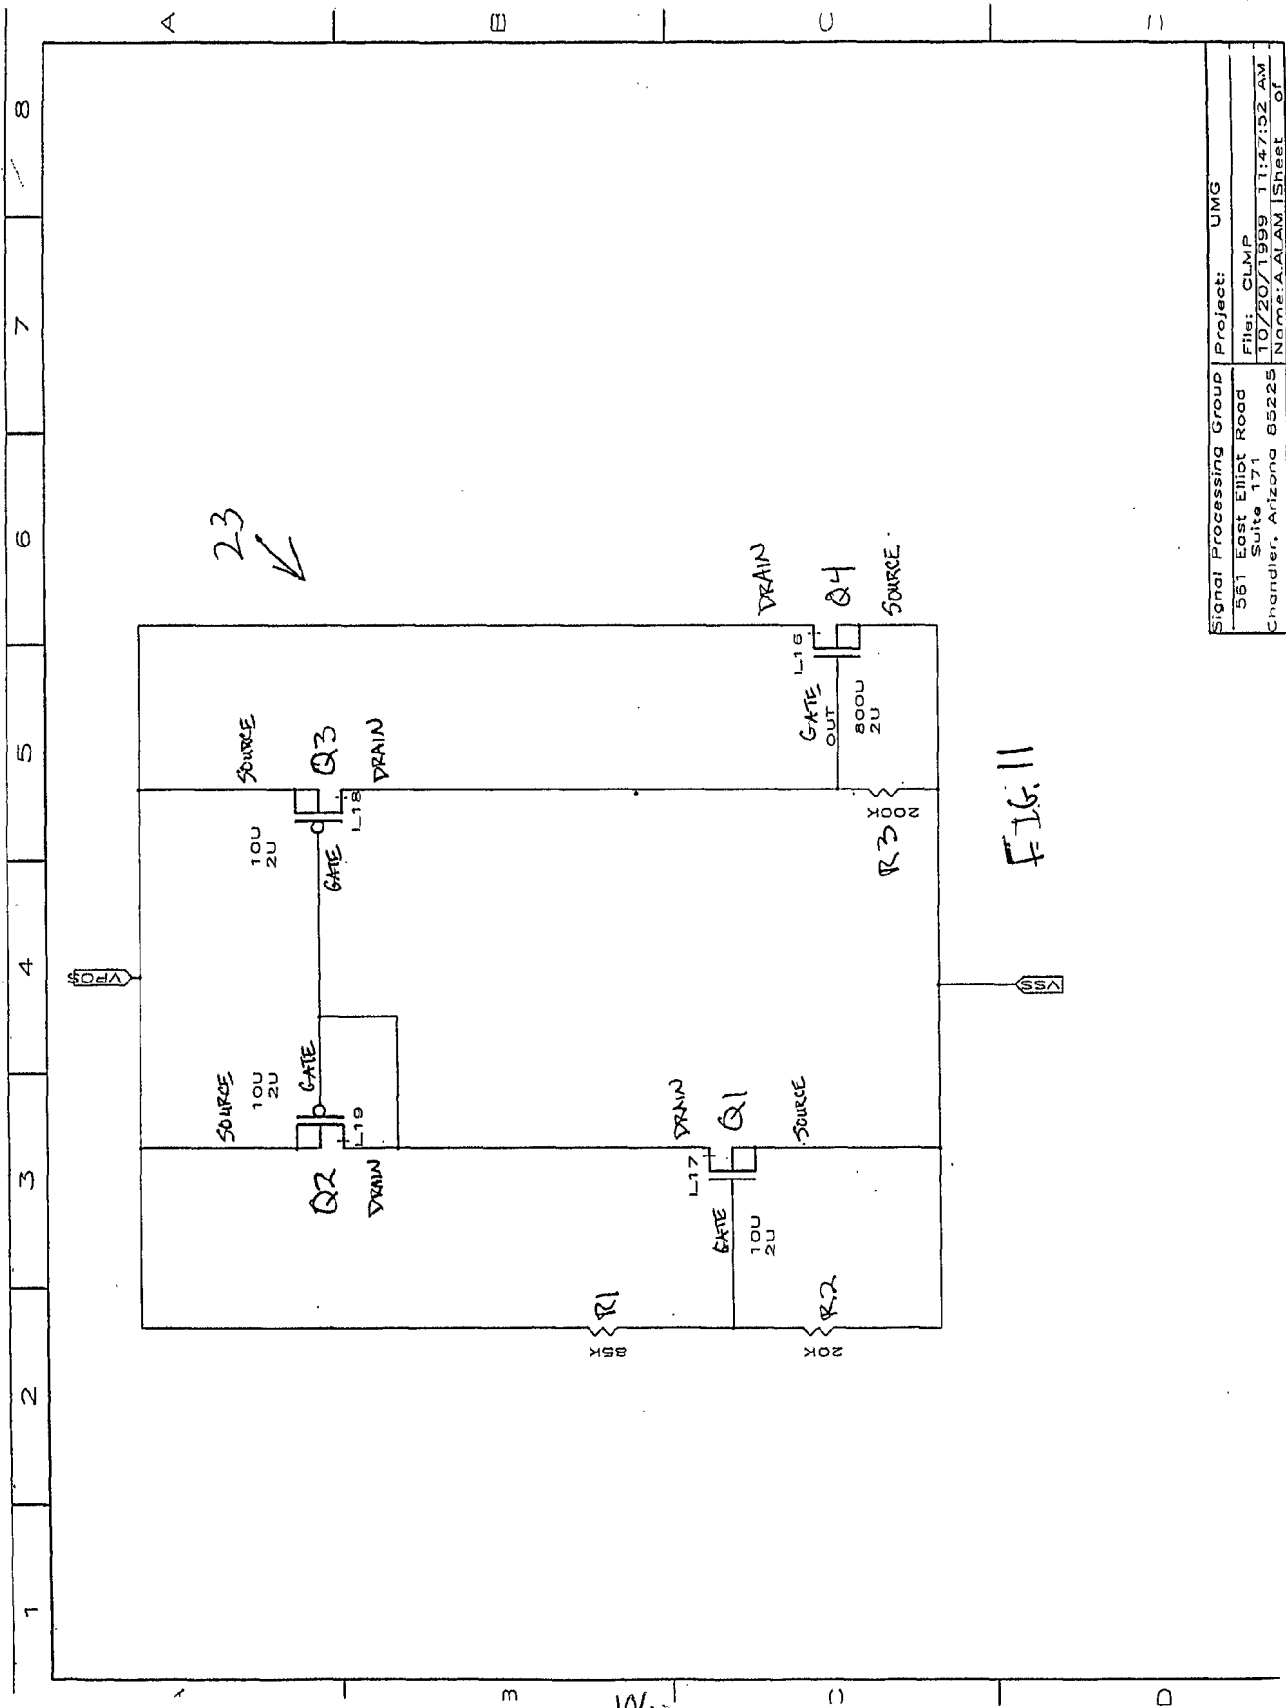 1 2 3 4 5 6 7 8
A
B
C
D
23
VPOS
SOURCE
10U
2U
GATE
Q2
L19
DRAIN
SOURCE
10U
2U
GATE
Q3
L18
DRAIN
R1
85K
GATE
L17
DRAIN
Q1
10U
2U
SOURCE
R2
20K
DRAIN
L16
GATE
OUT
Q4
800U
2U
SOURCE
R3
200K
VSS
FIG. 11
Signal Processing Group
561 East Elliot Road
Suite 171
Chandler, Arizona 85225
Project: UMG
File: CLMP
10/20/1999 11:47:52 AM
Name: A.ALAM Sheet of